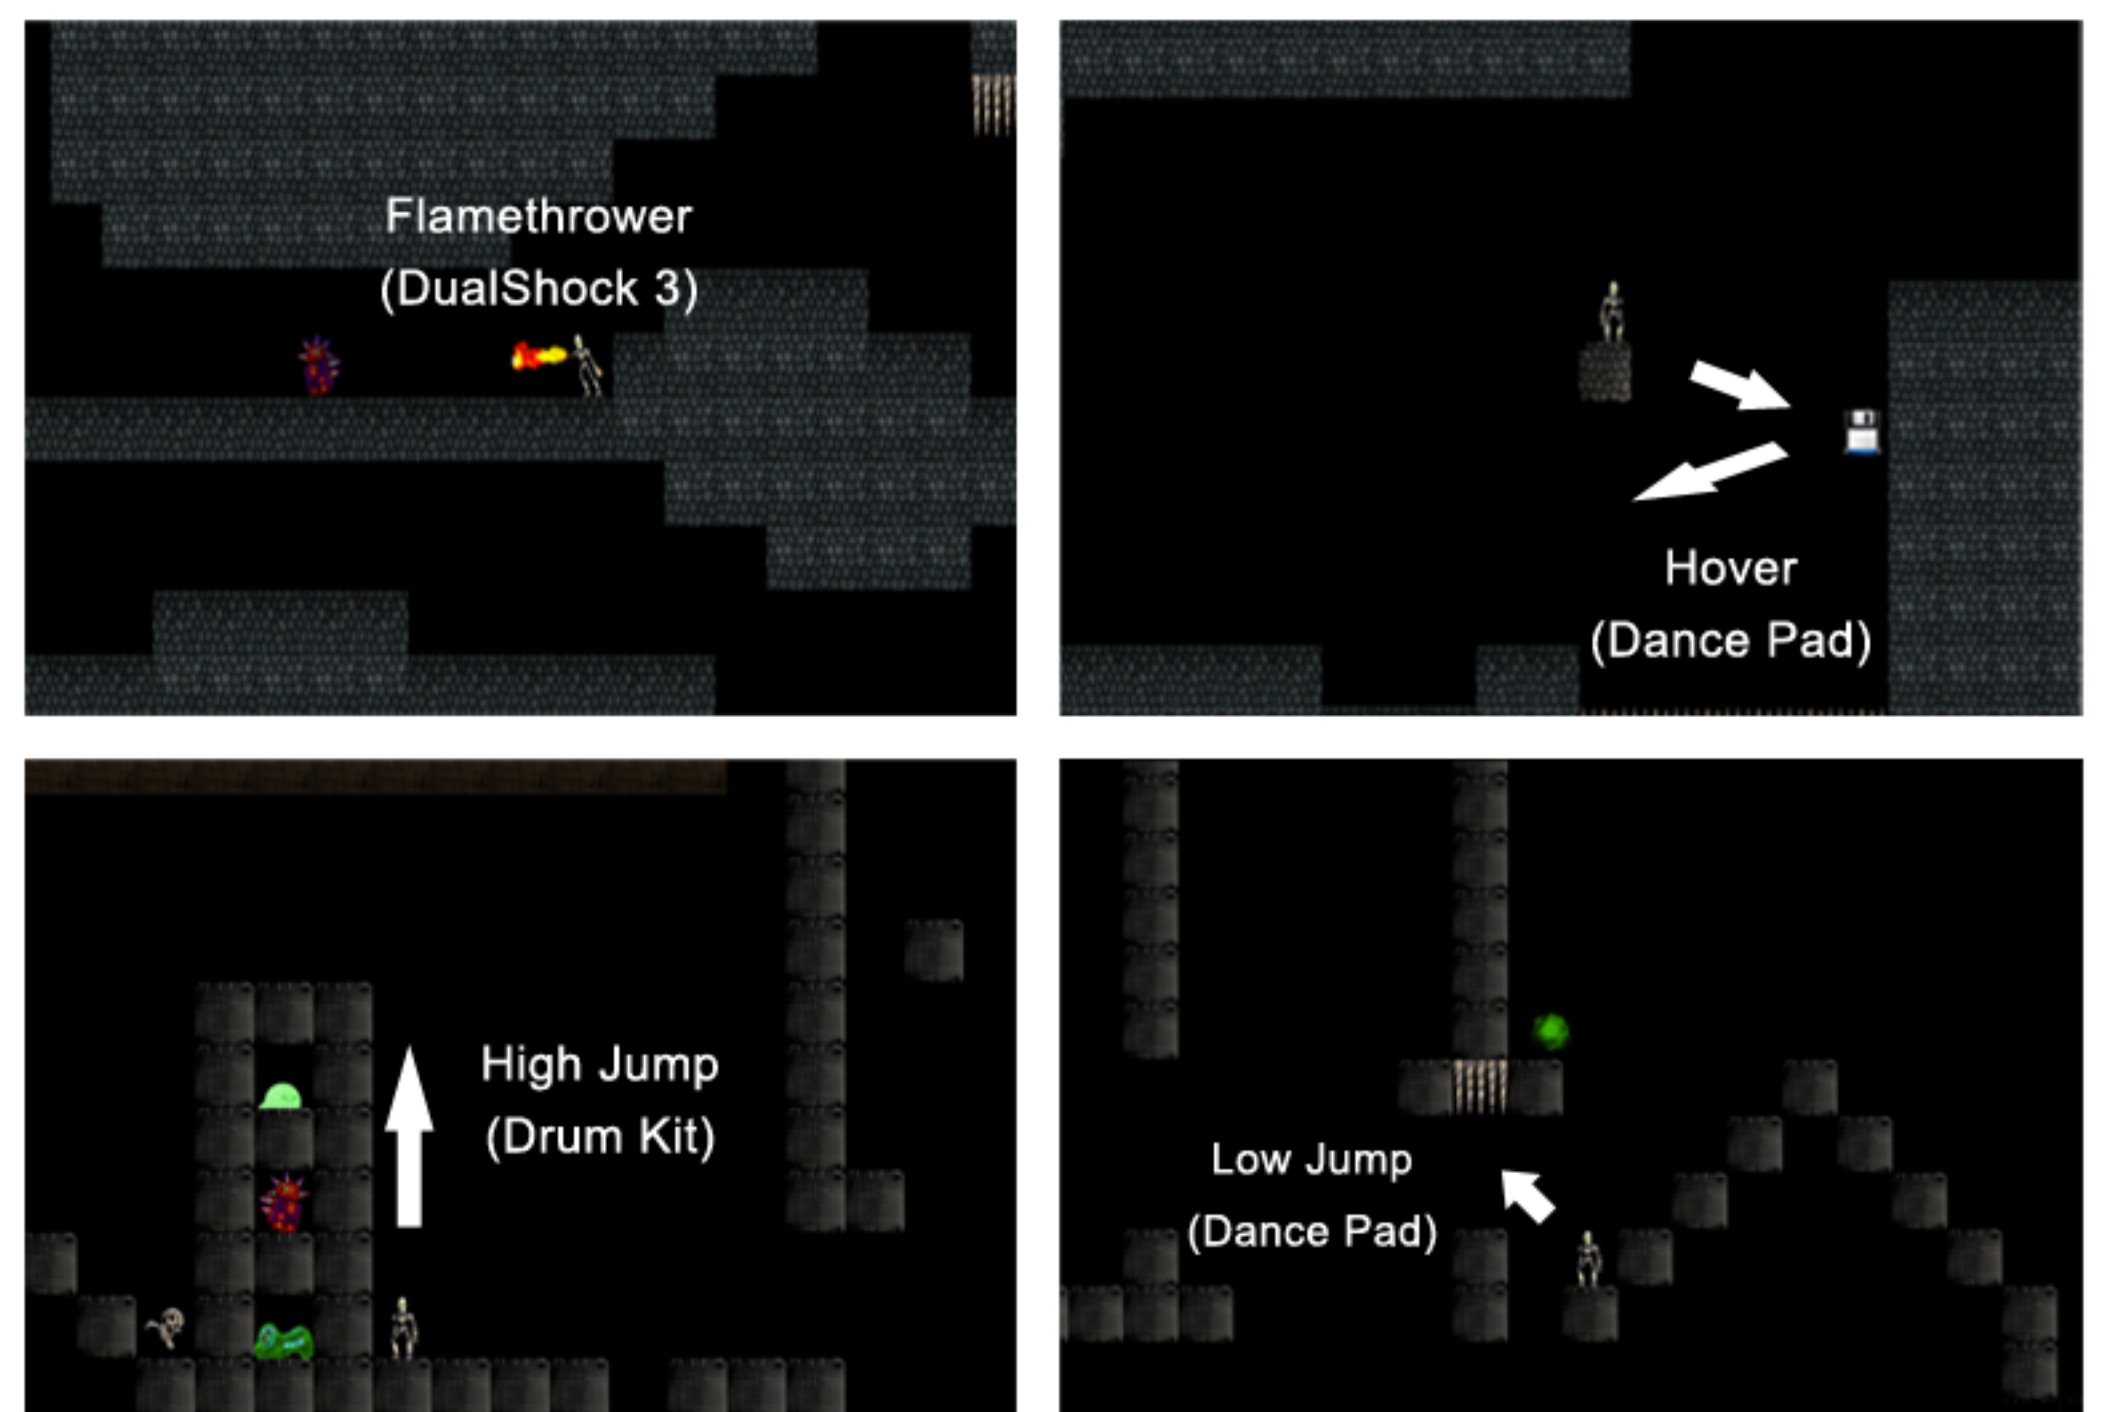 Flamethrower
(DualShock 3)
Hover
(Dance Pad)
High Jump
(Drum Kit)
Low Jump
(Dance Pad)